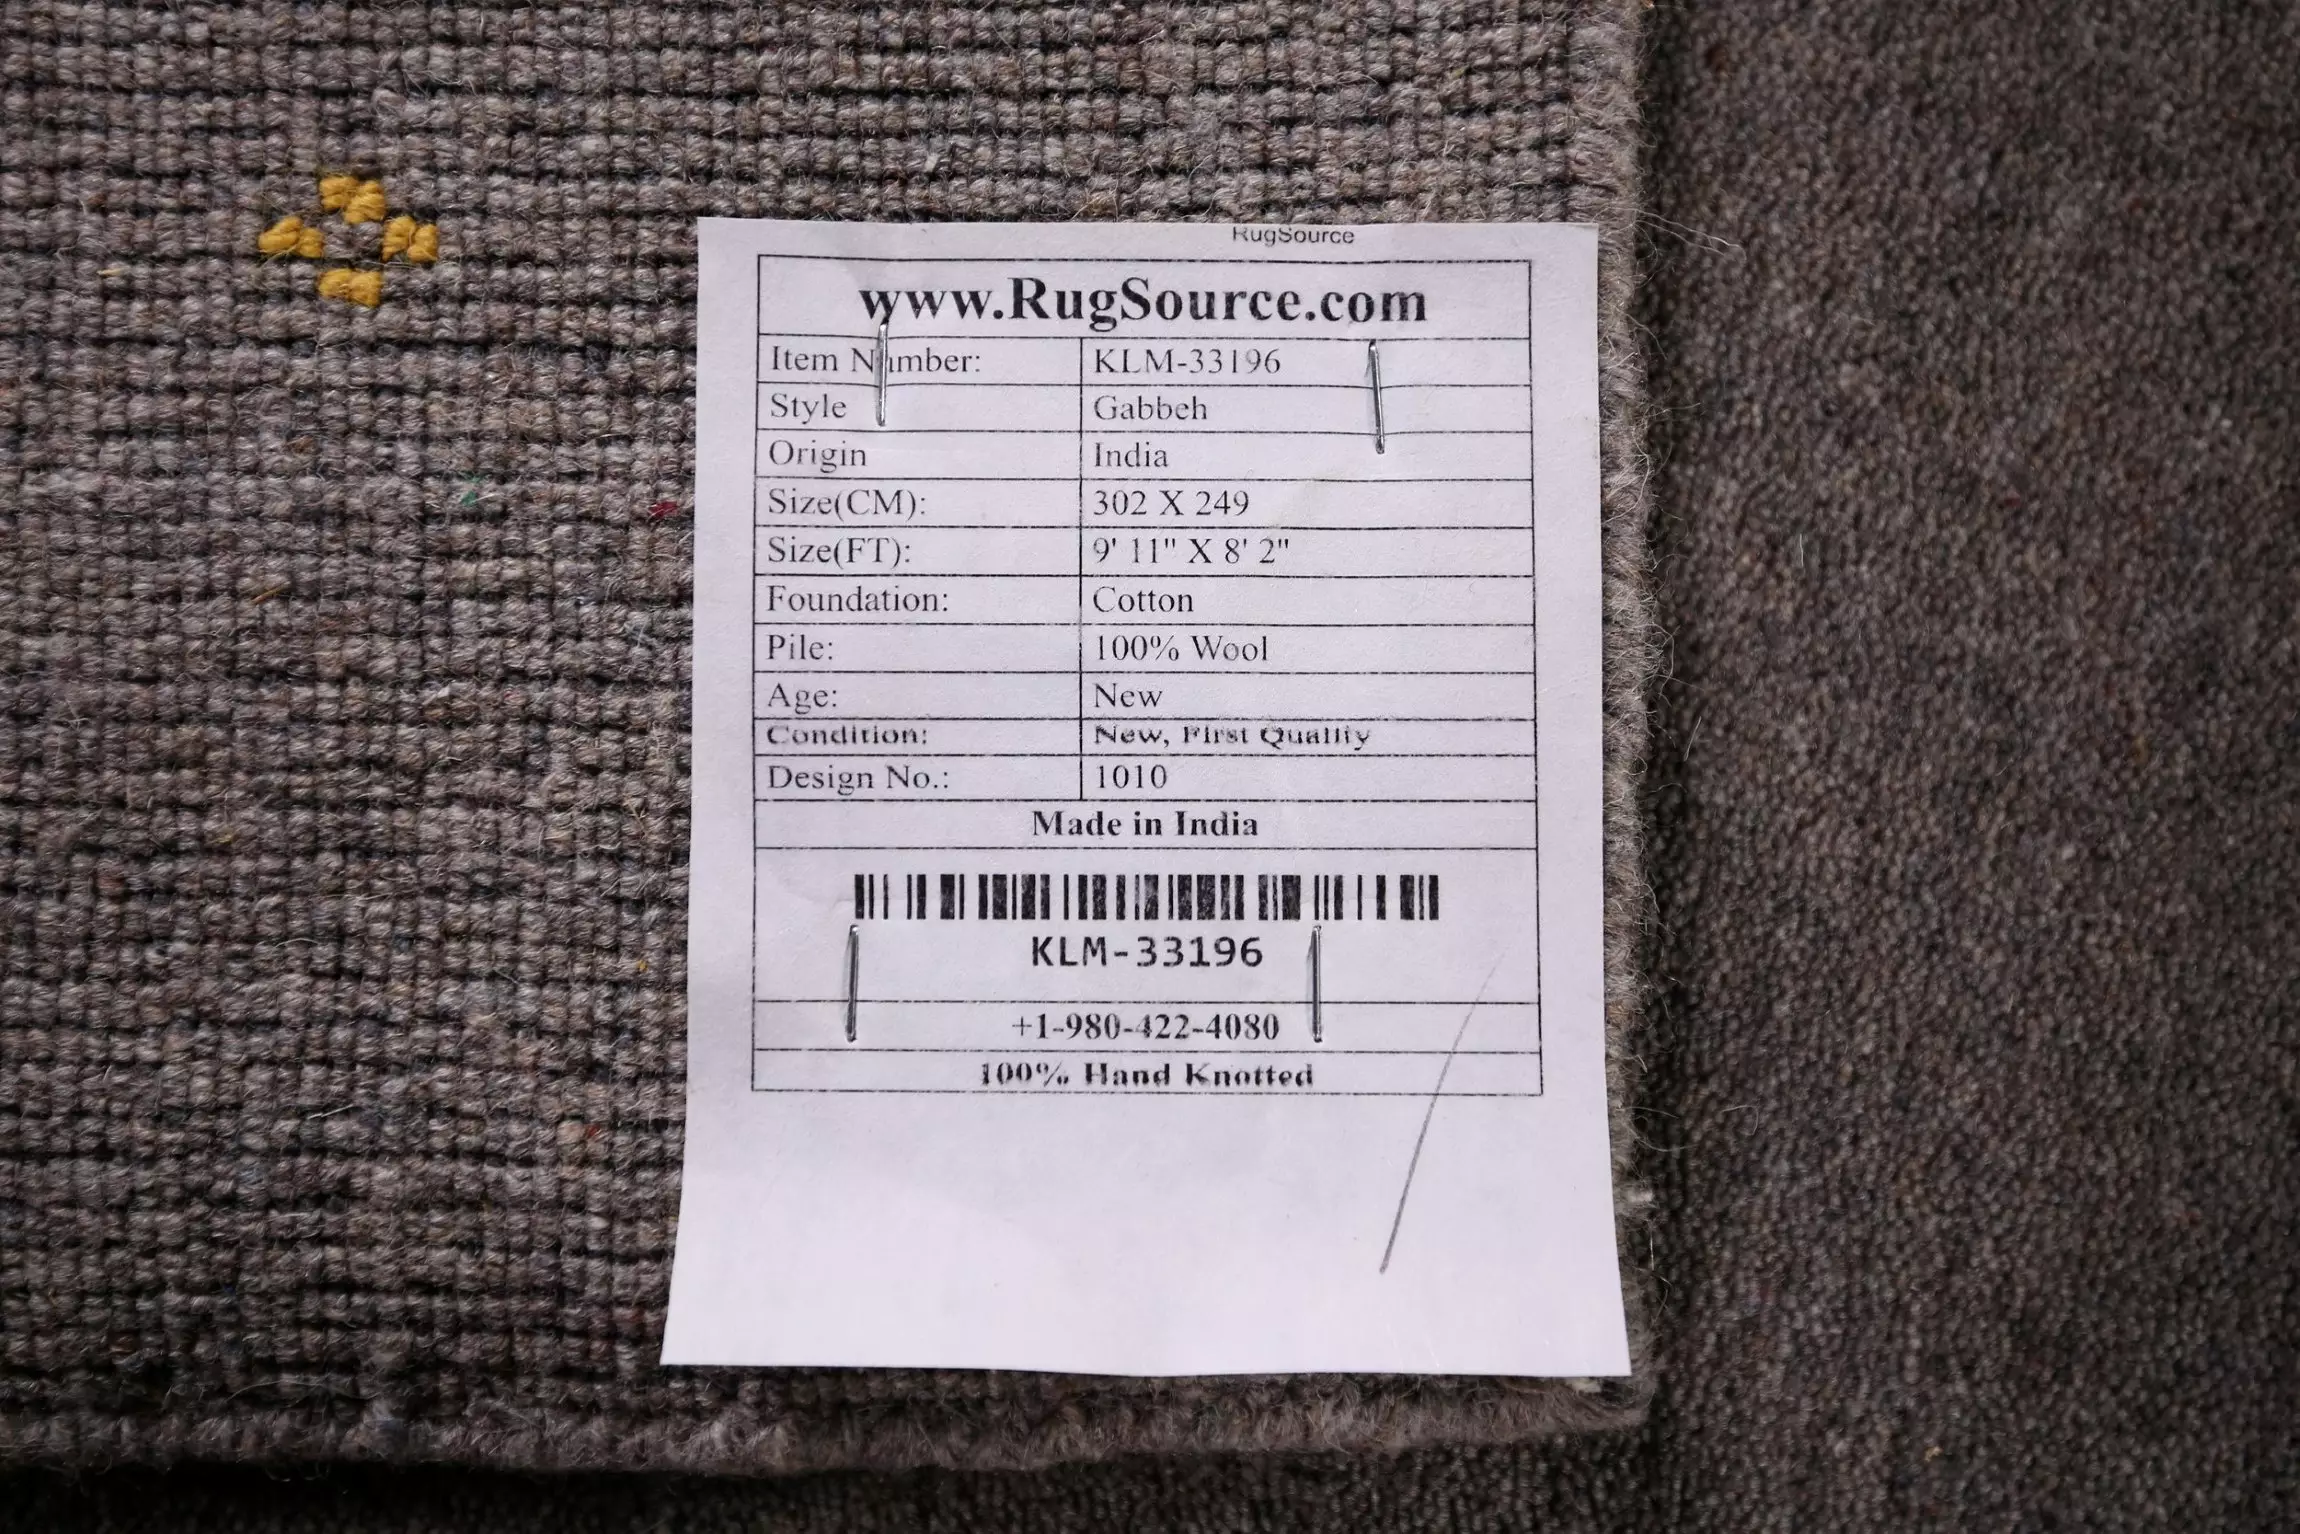 RugSource
www.RugSource.com
Item Number: KLM-33196
Style Gabbeh
Origin India
Size(CM): 302 X 249
Size(FT): 9' 11" X 8' 2"
Foundation: Cotton
Pile: 100% Wool
Age: New
Condition: New, First Quality
Design No.: 1010
Made in India
KLM-33196
+1-980-422-4080
100% Hand Knotted